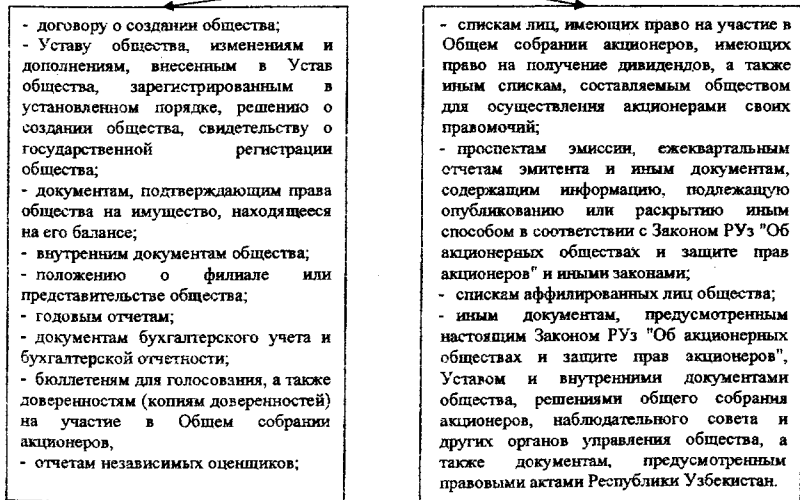 - договору о создании общества;
- Уставу общества, изменениям и
дополнениям, внесенным в Устав
общества, зарегистрированным в
установленном порядке, решению о
создании общества, свидетельству о
государственной регистрации
общества;
- документам, подтверждающим права
общества на имущество, находящееся
на его балансе;
- внутренним документам общества;
- положению о филиале или
представительстве общества;
- годовым отчетам;
- документам бухгалтерского учета и
бухгалтерской отчетности;
- бюллетеням для голосования, а также
доверенностям (копиям доверенностей)
на участие в Общем собрании
акционеров,
- отчетам независимых оценщиков;
- спискам лиц, имеющих право на участие в
Общем собрании акционеров, имеющих
право на получение дивидендов, а также
иным спискам, составляемым обществом
для осуществления акционерами своих
правомочий;
- проспектам эмиссии, ежеквартальным
отчетам эмитента и иным документам,
содержащим информацию, подлежащую
опубликованию или раскрытию иным
способом в соответствии с Законом РУз "Об
акционерных обществах и защите прав
акционеров" и иными законами;
- спискам аффилированных лиц общества;
- иным документам, предусмотренным
настоящим Законом РУз "Об акционерных
обществах и защите прав акционеров",
Уставом и внутренними документами
общества, решениями общего собрания
акционеров, наблюдательного совета и
других органов управления общества, а
также документам, предусмотренным
правовыми актами Республики Узбекистан.